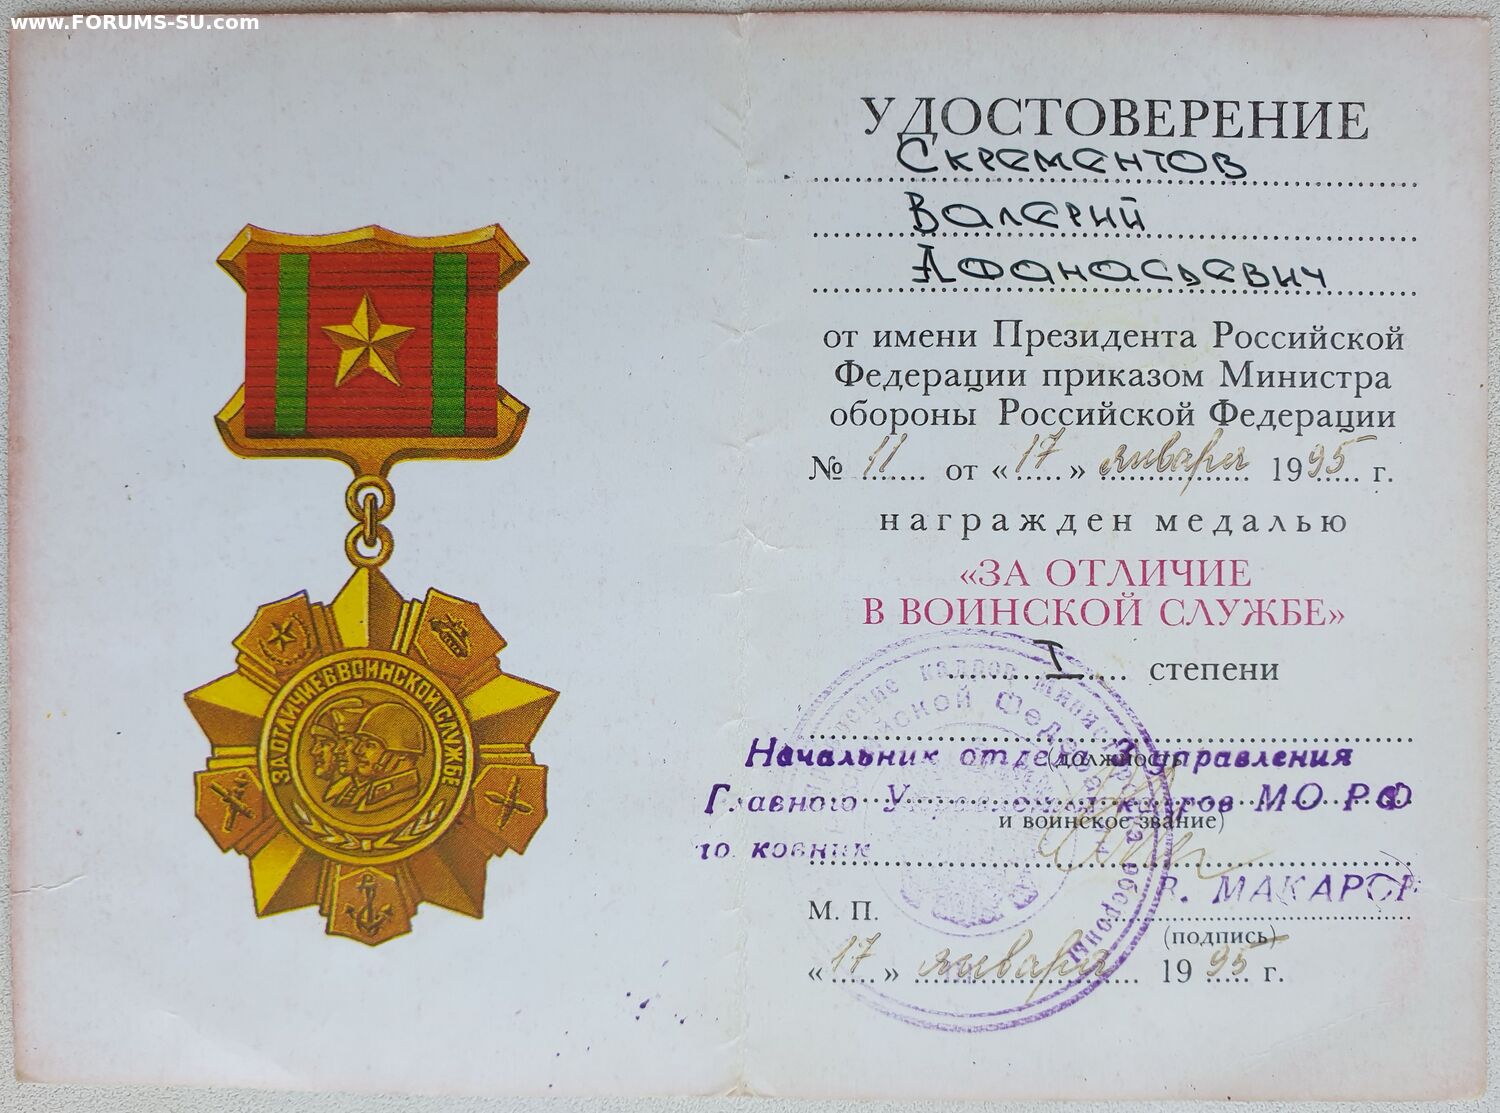 www.FORUMS-SU.com
ЗА ОТЛИЧИЕ В ВОИНСКОЙ СЛУЖБЕ
УДОСТОВЕРЕНИЕ
Скрементов
Валерий
Афанасьевич
от имени Президента Российской
Федерации приказом Министра
обороны Российской Федерации
№ 11 от «17» января 1995 г.
награжден медалью
«ЗА ОТЛИЧИЕ
В ВОИНСКОЙ СЛУЖБЕ»
I степени
Начальник отдела 3 управления
(должность
Главного Управления кадров МО РФ
и воинское звание)
полковник
В. МАКАРОВ
М. П.
(подпись)
«17» января 1995 г.